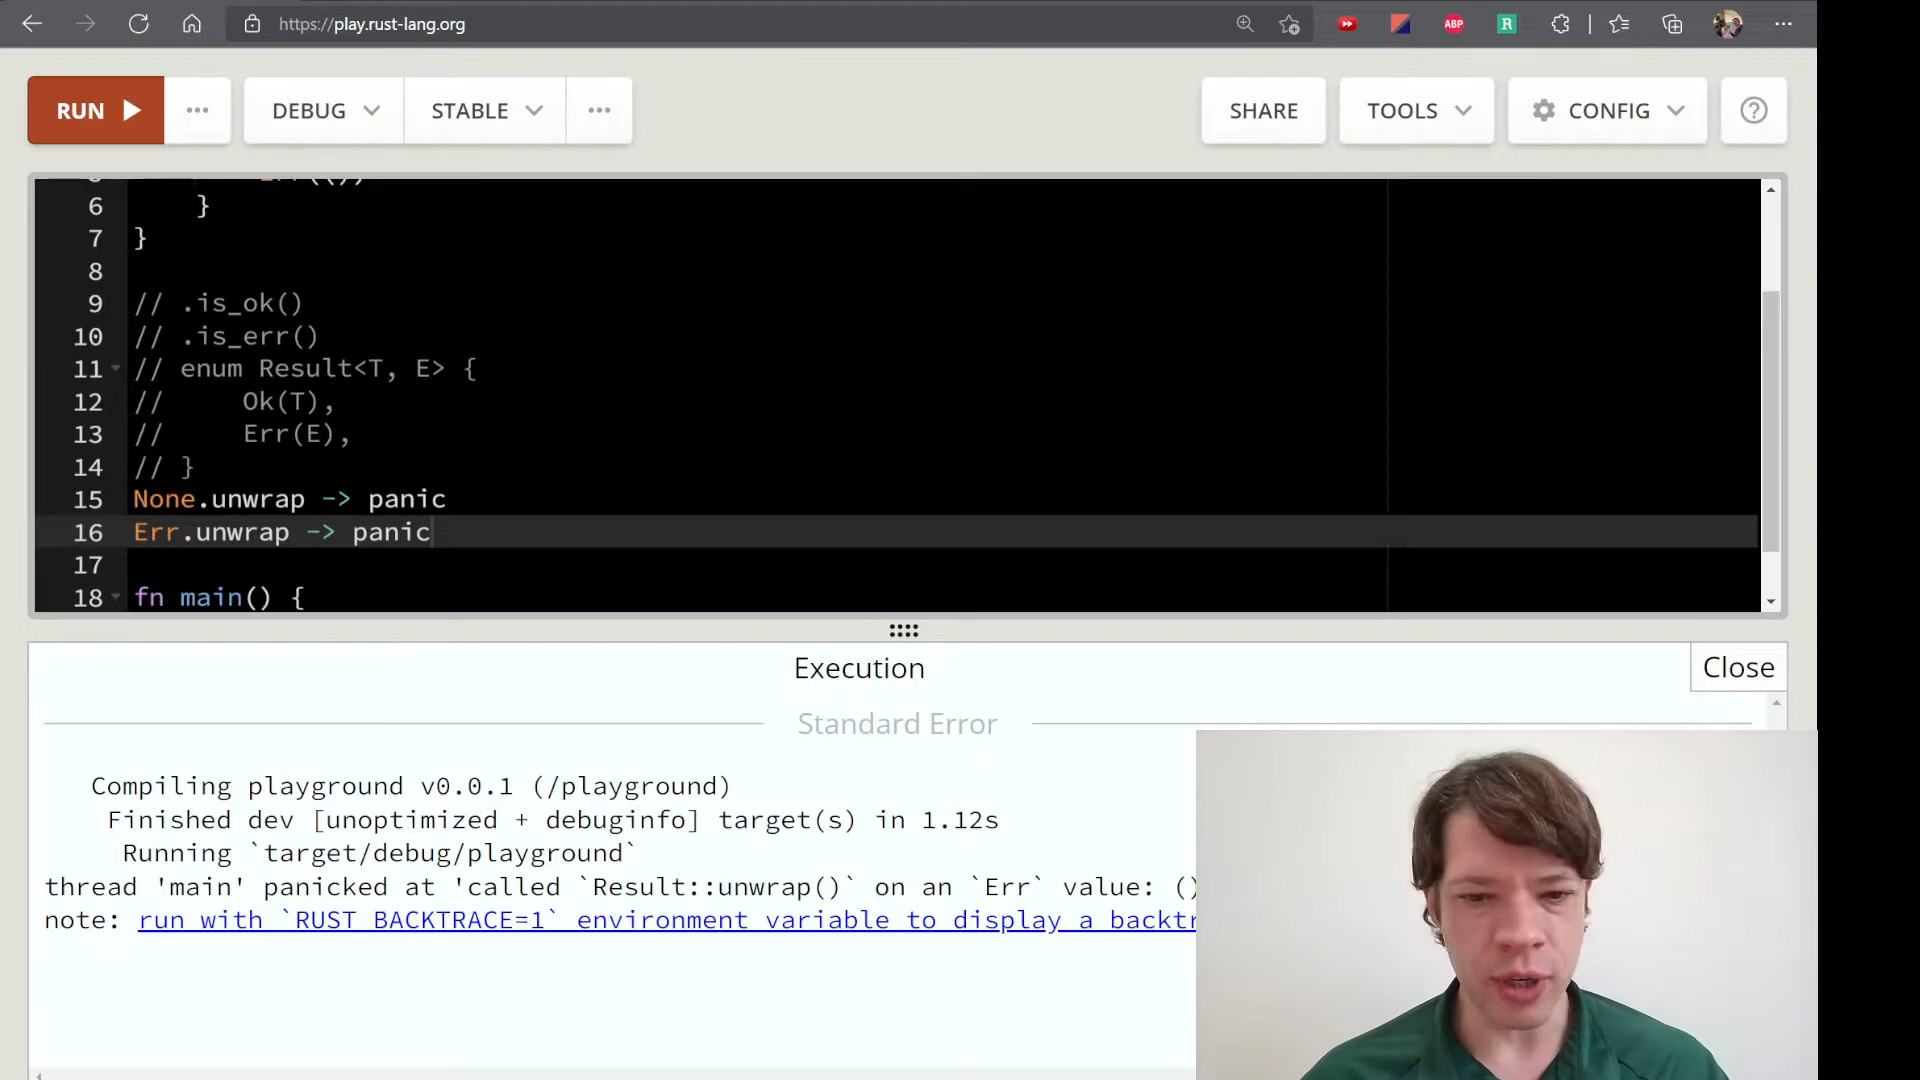 https://play.rust-lang.org
ABP
R
RUN
DEBUG
STABLE
SHARE
TOOLS
CONFIG
?
6 }
7 }
8
9 // .is_ok()
10 // .is_err()
11 // enum Result<T, E> {
12 // Ok(T),
13 // Err(E),
14 // }
15 None.unwrap -> panic
16 Err.unwrap -> panic
17
18 fn main() {
Execution
Close
Standard Error
Compiling playground v0.0.1 (/playground)
Finished dev [unoptimized + debuginfo] target(s) in 1.12s
Running `target/debug/playground`
thread 'main' panicked at 'called `Result::unwrap()` on an `Err` value: ()
note: run with `RUST_BACKTRACE=1` environment variable to display a backtr